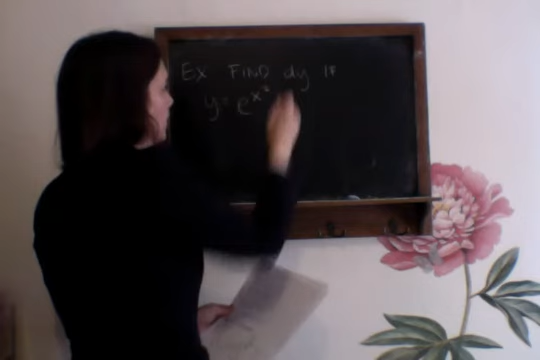 Ex FIND dy IF
y = e^x²